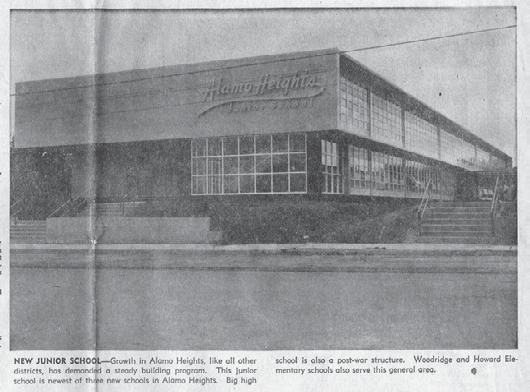 Alamo Heights
Junior School
NEW JUNIOR SCHOOL—Growth in Alamo Heights, like all other
districts, has demanded a steady building program. This junior
school is newest of three new schools in Alamo Heights. Big high
school is also a post-war structure. Woodridge and Howard Ele-
mentary schools also serve this general area.